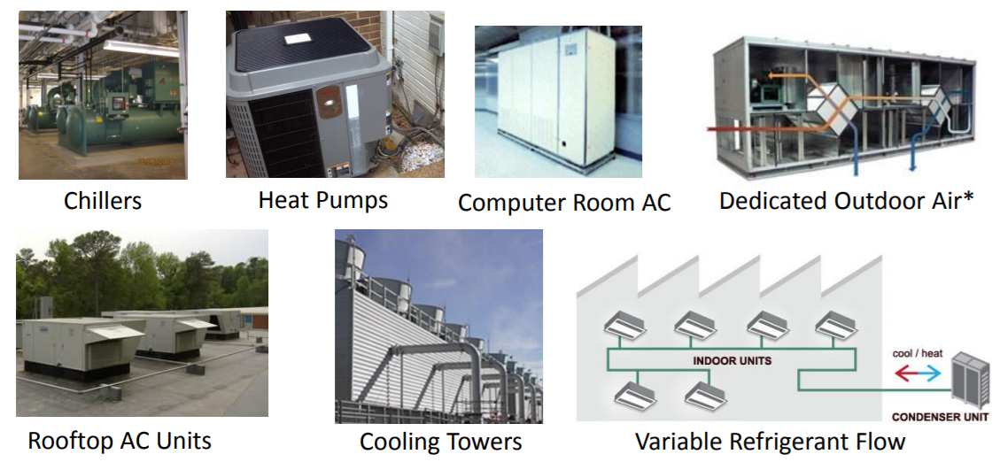 Chillers
Heat Pumps
Computer Room AC
Dedicated Outdoor Air*
INDOOR UNITS
cool / heat
CONDENSER UNIT
Rooftop AC Units
Cooling Towers
Variable Refrigerant Flow